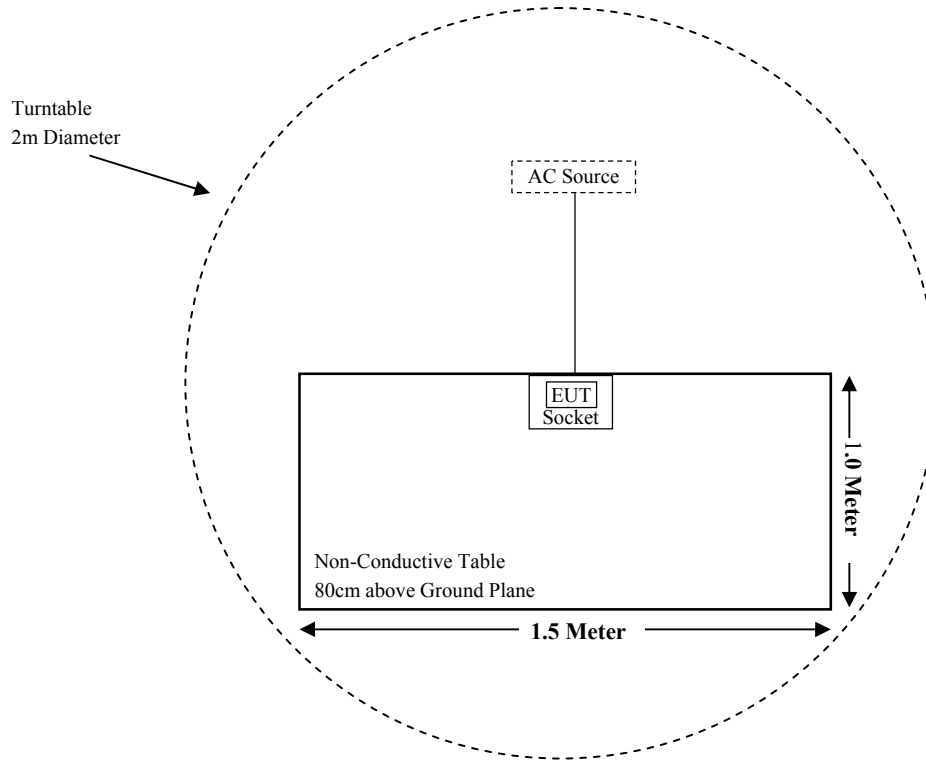 Turntable
2m Diameter
AC Source
EUT
Socket
1.0 Meter
Non-Conductive Table
80cm above Ground Plane
1.5 Meter